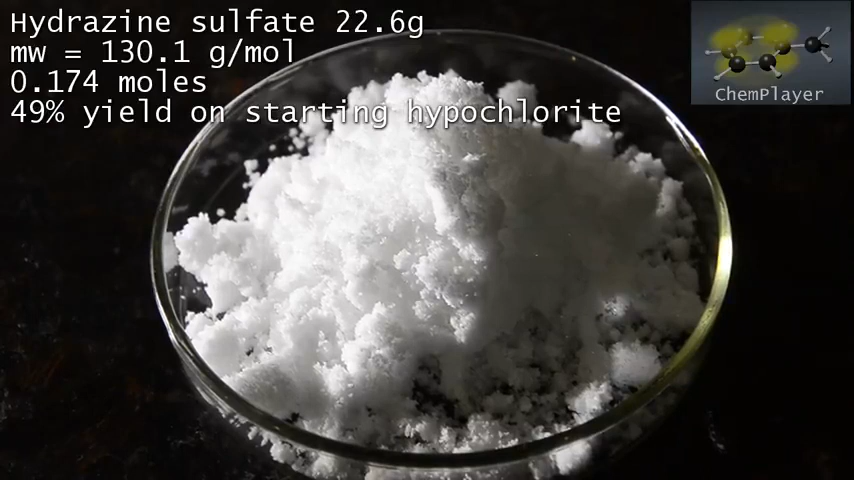 Hydrazine sulfate 22.6g
mw = 130.1 g/mol
0.174 moles
49% yield on starting hypochlorite
ChemPlayer